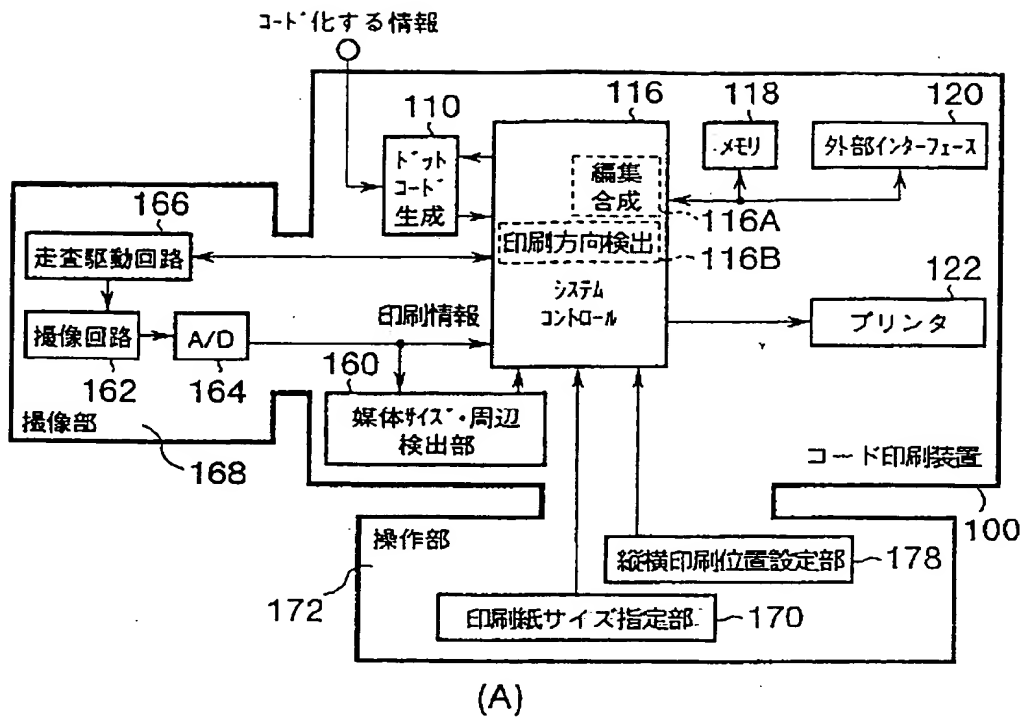 コード化する情報
110
116
118
120
ドット
コード
生成
編集
合成
メモリ
外部インターフェース
166
116A
走査駆動回路
印刷方向検出
116B
システム
コントロール
122
撮像回路
A/D
印刷情報
プリンタ
162
164
160
媒体サイズ・周辺
検出部
撮像部
168
コード印刷装置
100
操作部
172
縦横印刷位置設定部
178
印刷紙サイズ指定部
170
(A)